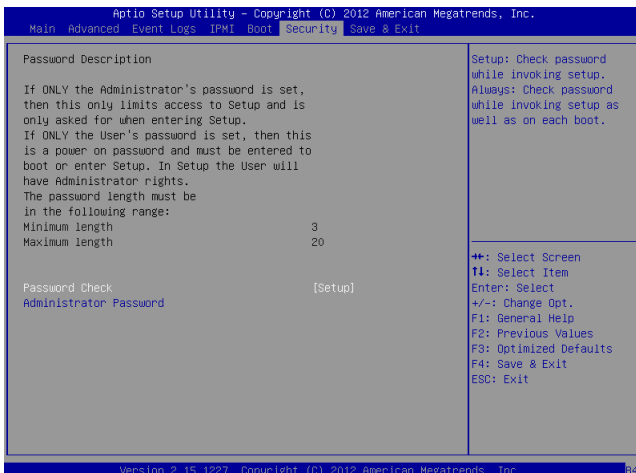 Aptio Setup Utility – Copyright (C) 2012 American Megatrends, Inc.
Main Advanced Event Logs IPMI Boot Security Save & Exit
Password Description
If ONLY the Administrator's password is set,
then this only limits access to Setup and is
only asked for when entering Setup.
If ONLY the User's password is set, then this
is a power on password and must be entered to
boot or enter Setup. In Setup the User will
have Administrator rights.
The password length must be
in the following range:
Minimum length 3
Maximum length 20
Password Check [Setup]
Administrator Password
Setup: Check password
while invoking setup.
Always: Check password
while invoking setup as
well as on each boot.
→←: Select Screen
↑↓: Select Item
Enter: Select
+/-: Change Opt.
F1: General Help
F2: Previous Values
F3: Optimized Defaults
F4: Save & Exit
ESC: Exit
Version 2.15.1227. Copyright (C) 2012 American Megatrends, Inc.